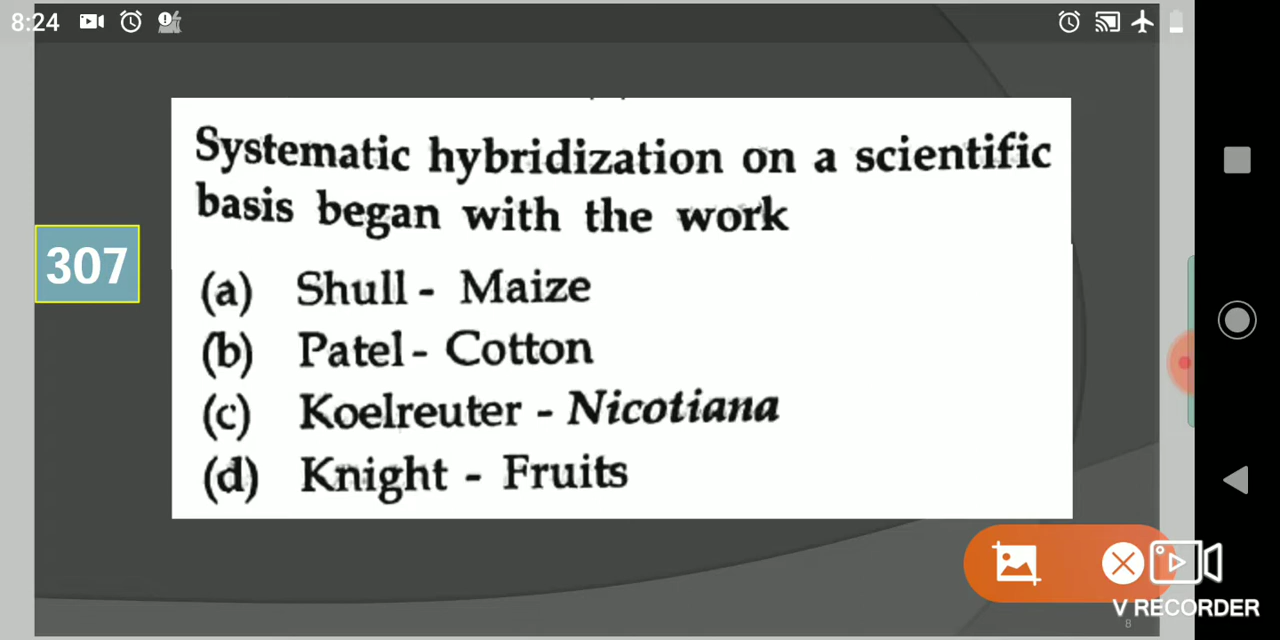 8:24
Systematic hybridization on a scientific
basis began with the work
307
(a) Shull - Maize
(b) Patel - Cotton
(c) Koelreuter - Nicotiana
(d) Knight - Fruits
V RECORDER
8